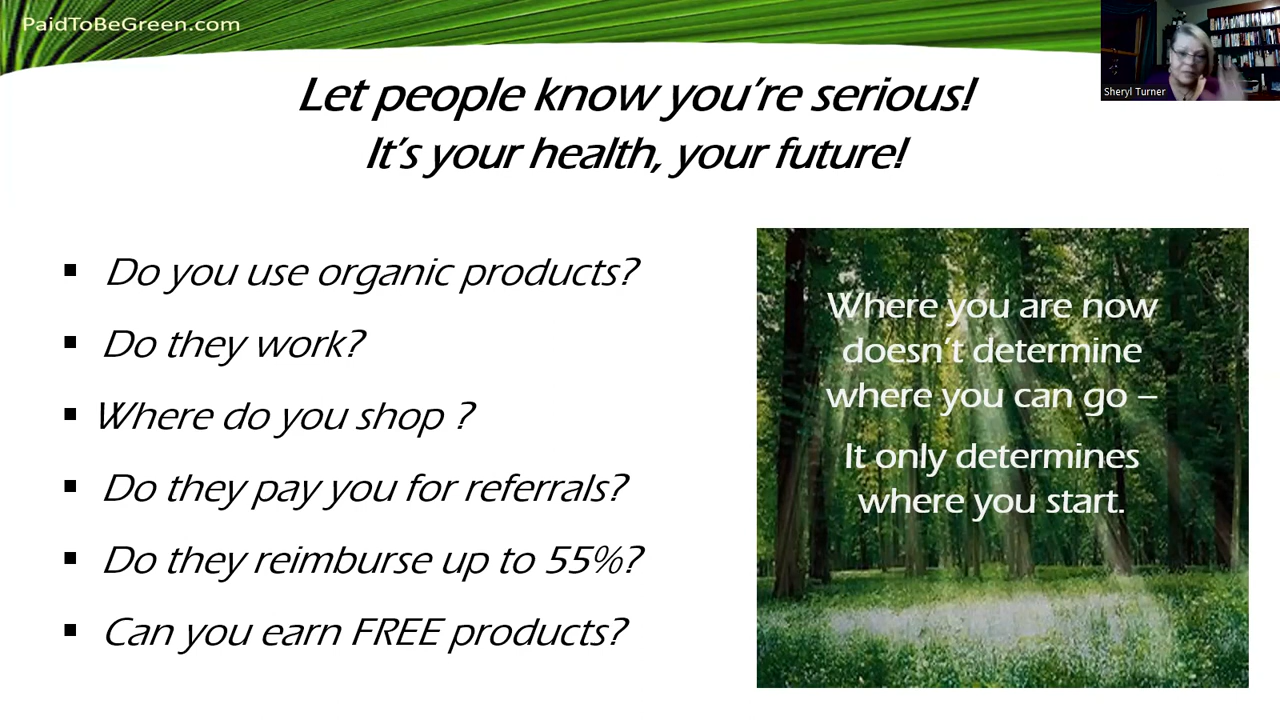 PaidToBeGreen.com
Sheryl Turner
Let people know you're serious!
It's your health, your future!
Do you use organic products?
Do they work?
Where do you shop ?
Do they pay you for referrals?
Do they reimburse up to 55%?
Can you earn FREE products?
Where you are now
doesn't determine
where you can go –
It only determines
where you start.